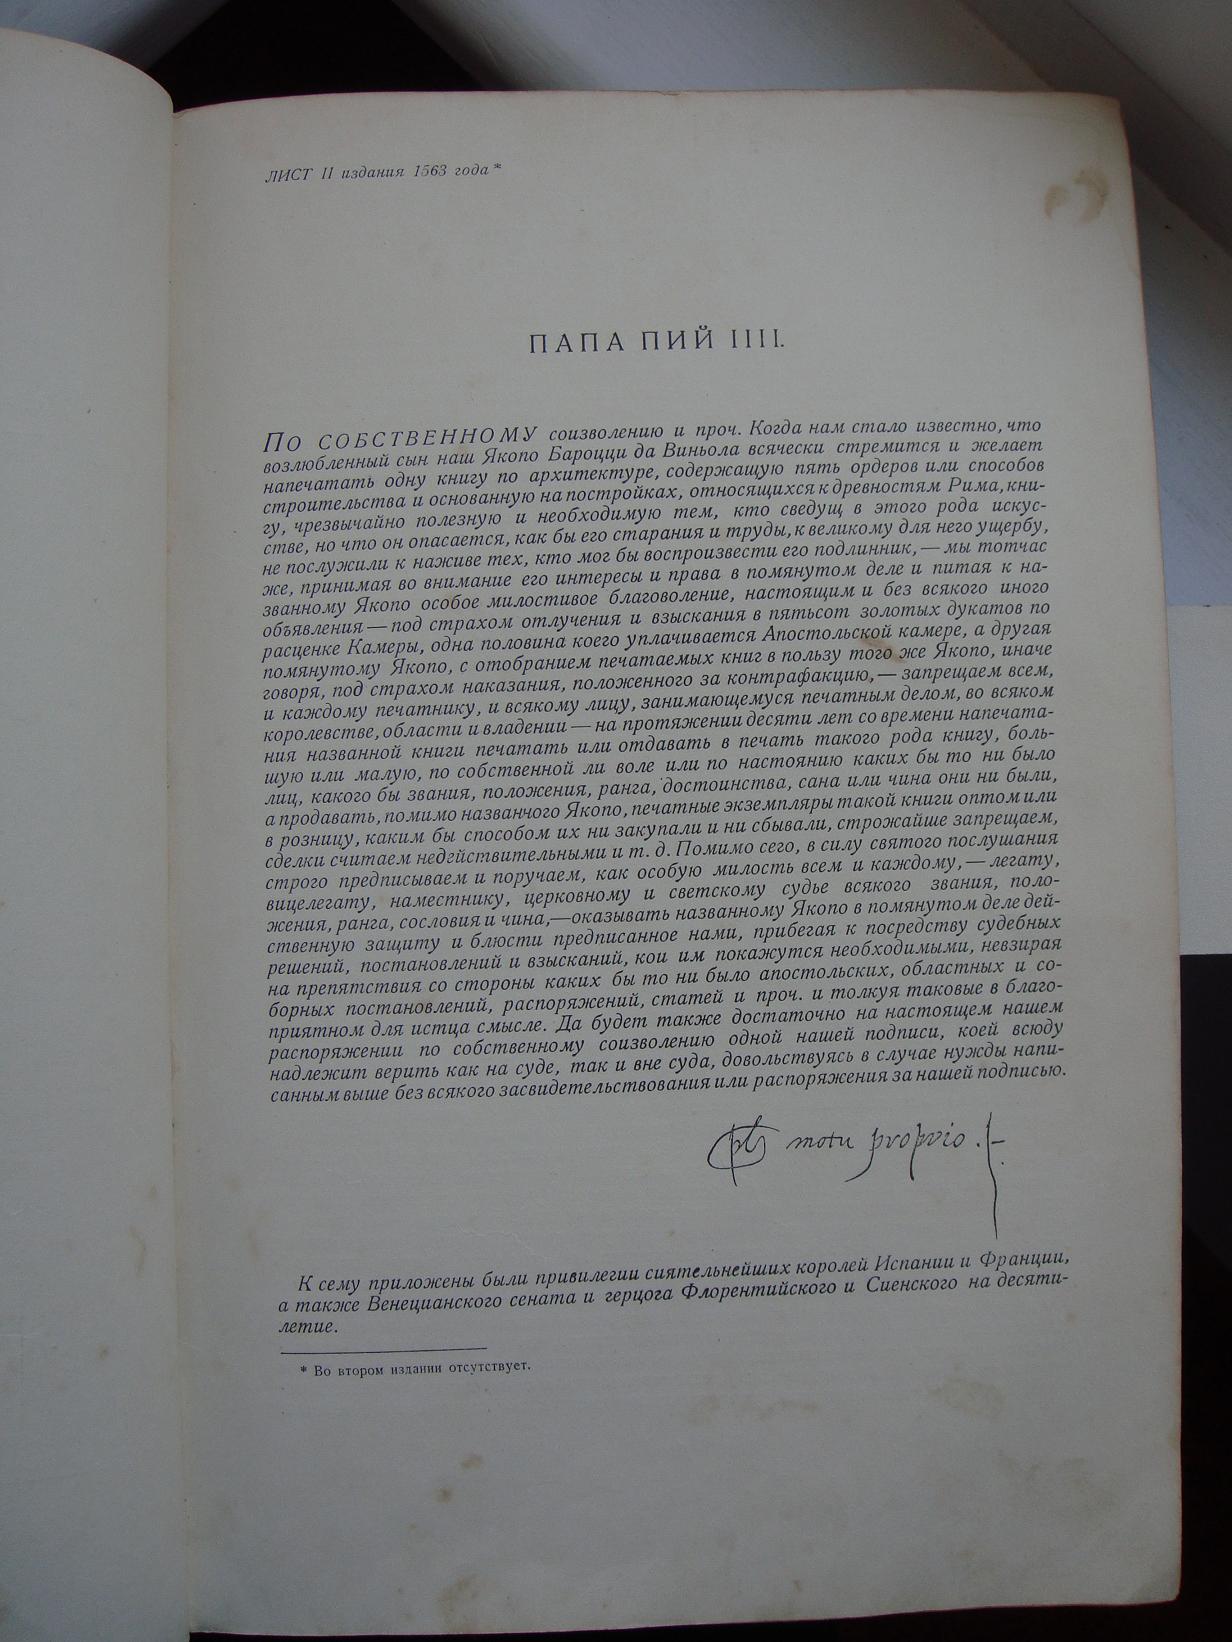 ЛИСТ II издания 1563 года*
ПАПА ПИЙ IIII.
ПО СОБСТВЕННОМУ соизволению и проч. Когда нам стало известно, что
возлюбленный сын наш Якопо Бароцци да Виньола всячески стремится и желает
напечатать одну книгу по архитектуре, содержащую пять ордеров или способов
строительства и основанную на постройках, относящихся к древностям Рима, кни-
гу, чрезвычайно полезную и необходимую тем, кто сведущ в этого рода искус-
стве, но что он опасается, как бы его старания и труды, к великому для него ущербу,
не послужили к наживе тех, кто мог бы воспроизвести его подлинник, — мы тотчас
же, принимая во внимание его интересы и права в помянутом деле и питая к на-
званному Якопо особое милостивое благоволение, настоящим и без всякого иного
объявления — под страхом отлучения и взыскания в пятьсот золотых дукатов по
расценке Камеры, одна половина коего уплачивается Апостольской камере, а другая
помянутому Якопо, с отобранием печатаемых книг в пользу того же Якопо, иначе
говоря, под страхом наказания, положенного за контрафакцию, — запрещаем всем,
и каждому печатнику, и всякому лицу, занимающемуся печатным делом, во всяком
королевстве, области и владении — на протяжении десяти лет со времени напечата-
ния названной книги печатать или отдавать в печать такого рода книгу, боль-
шую или малую, по собственной ли воле или по настоянию каких бы то ни было
лиц, какого бы звания, положения, ранга, достоинства, сана или чина они ни были,
а продавать, помимо названчого Якопо, печатные экземпляры такой книги оптом или
в розницу, каким бы способом их ни закупали и ни сбывали, строжайше запрещаем,
сделки считаем недействительными и т. д. Помимо сего, в силу святого послушания
строго предписываем и поручаем, как особую милость всем и каждому, — легату,
вицелегату, наместнику, церковному и светскому судье всякого звания, поло-
жения, ранга, сословия и чина, — оказывать названному Якопо в помянутом деле дей-
ственную защиту и блюсти предписанное нами, прибегая к посредству судебных
решений, постановлений и взысканий, кои им покажутся необходимыми, невзирая
на препятствия со стороны каких бы то ни было апостольских, областных и со-
борных постановлений, распоряжений, статей и проч. и толкуя таковые в благо-
приятном для истца смысле. Да будет также достаточно на настоящем нашем
распоряжении по собственному соизволению одной нашей подписи, коей всюду
надлежит верить как на суде, так и вне суда, довольствуясь в случае нужды напи-
санным выше без всякого засвидетельствования или распоряжения за нашей подписью.
motu proprio.
К сему приложены были привилегии сиятельнейших королей Испании и Франции,
а также Венецианского сената и герцога Флорентийского и Сиенского на десяти-
летие.
* Во втором издании отсутствует.